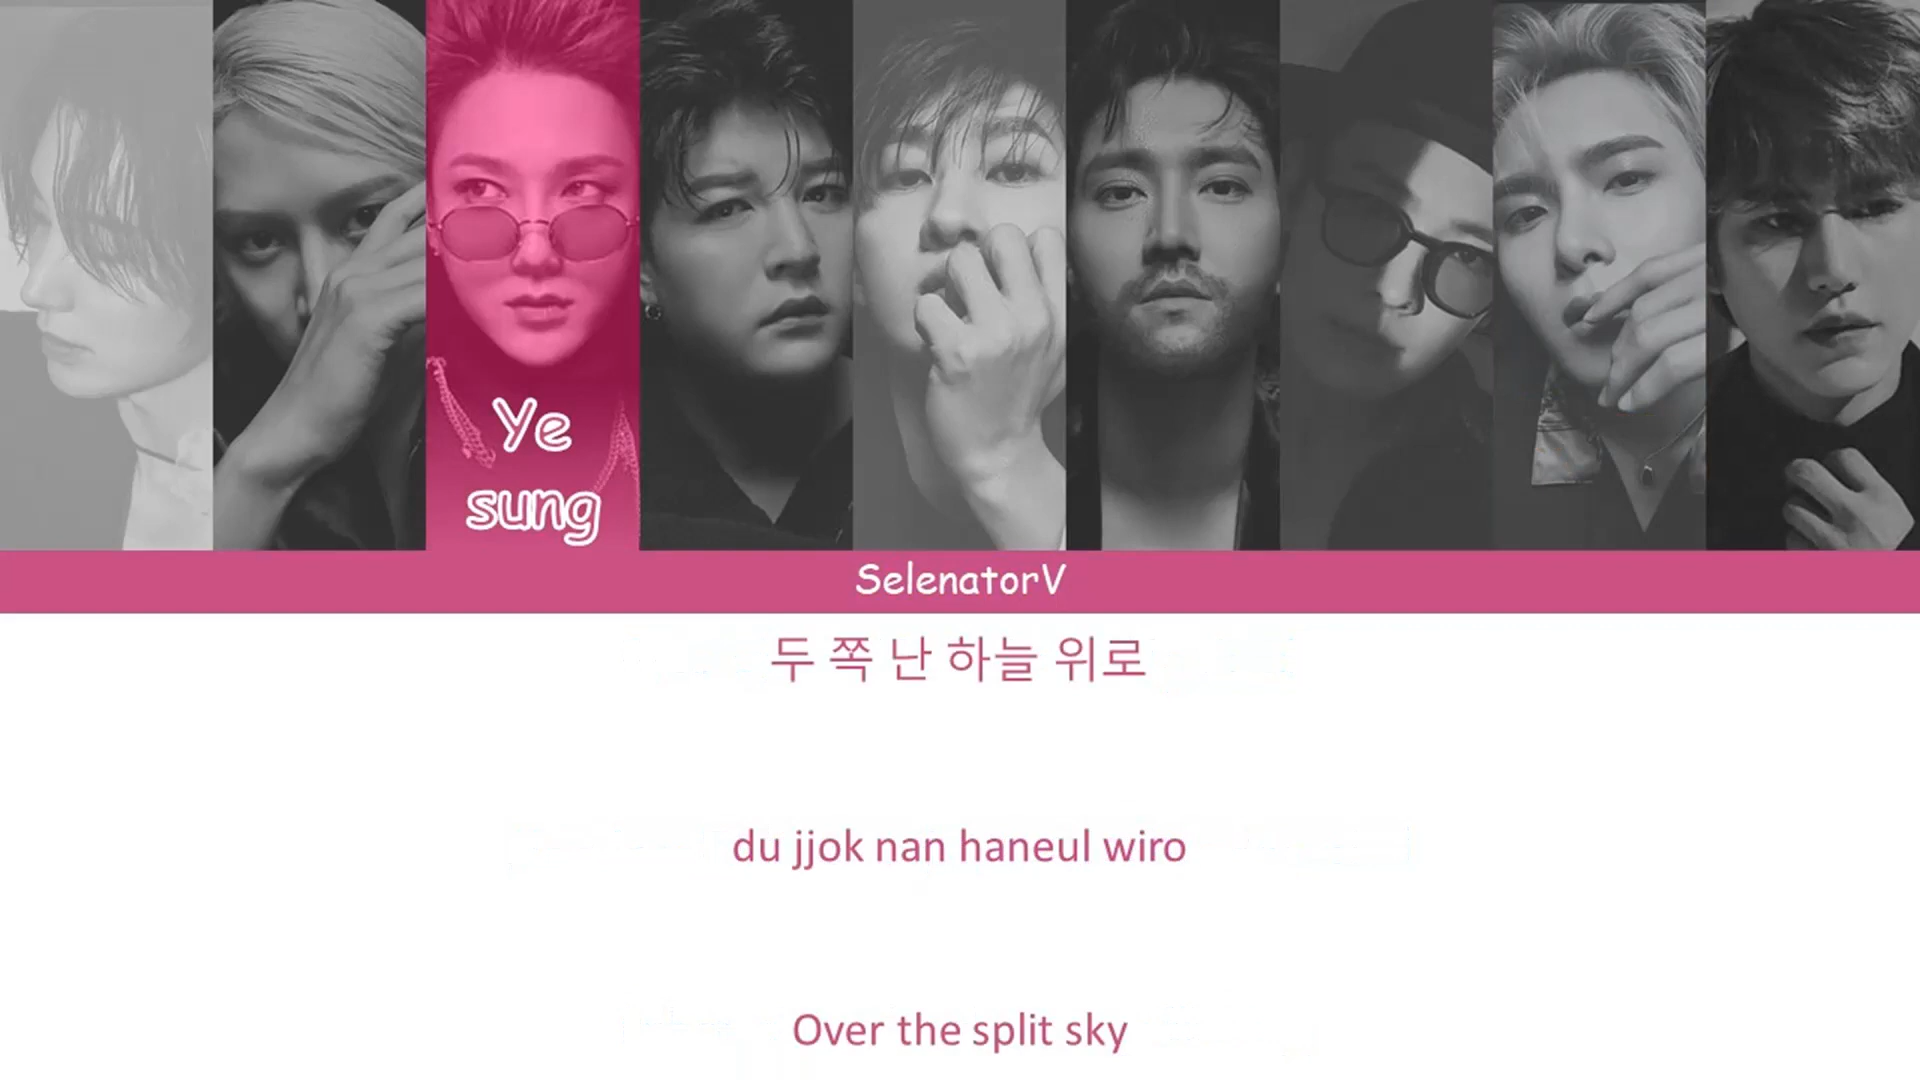 Ye
sung
SelenatorV
두 쪽 난 하늘 위로
du jjok nan haneul wiro
Over the split sky